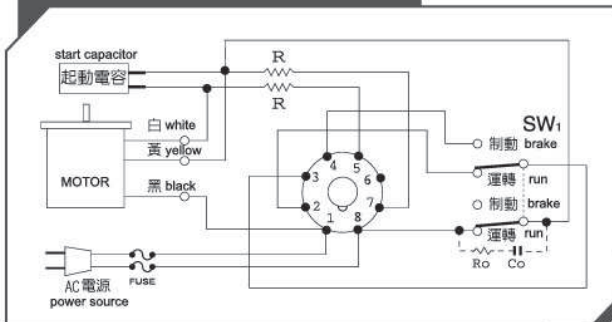 start capacitor
起動電容
R
R
白 white
黃 yellow
MOTOR
黑 black
4 5
3 6
2 7
1 8
SW1
制動 brake
運轉 run
制動 brake
運轉 run
Ro Co
AC電源
power source
FUSE